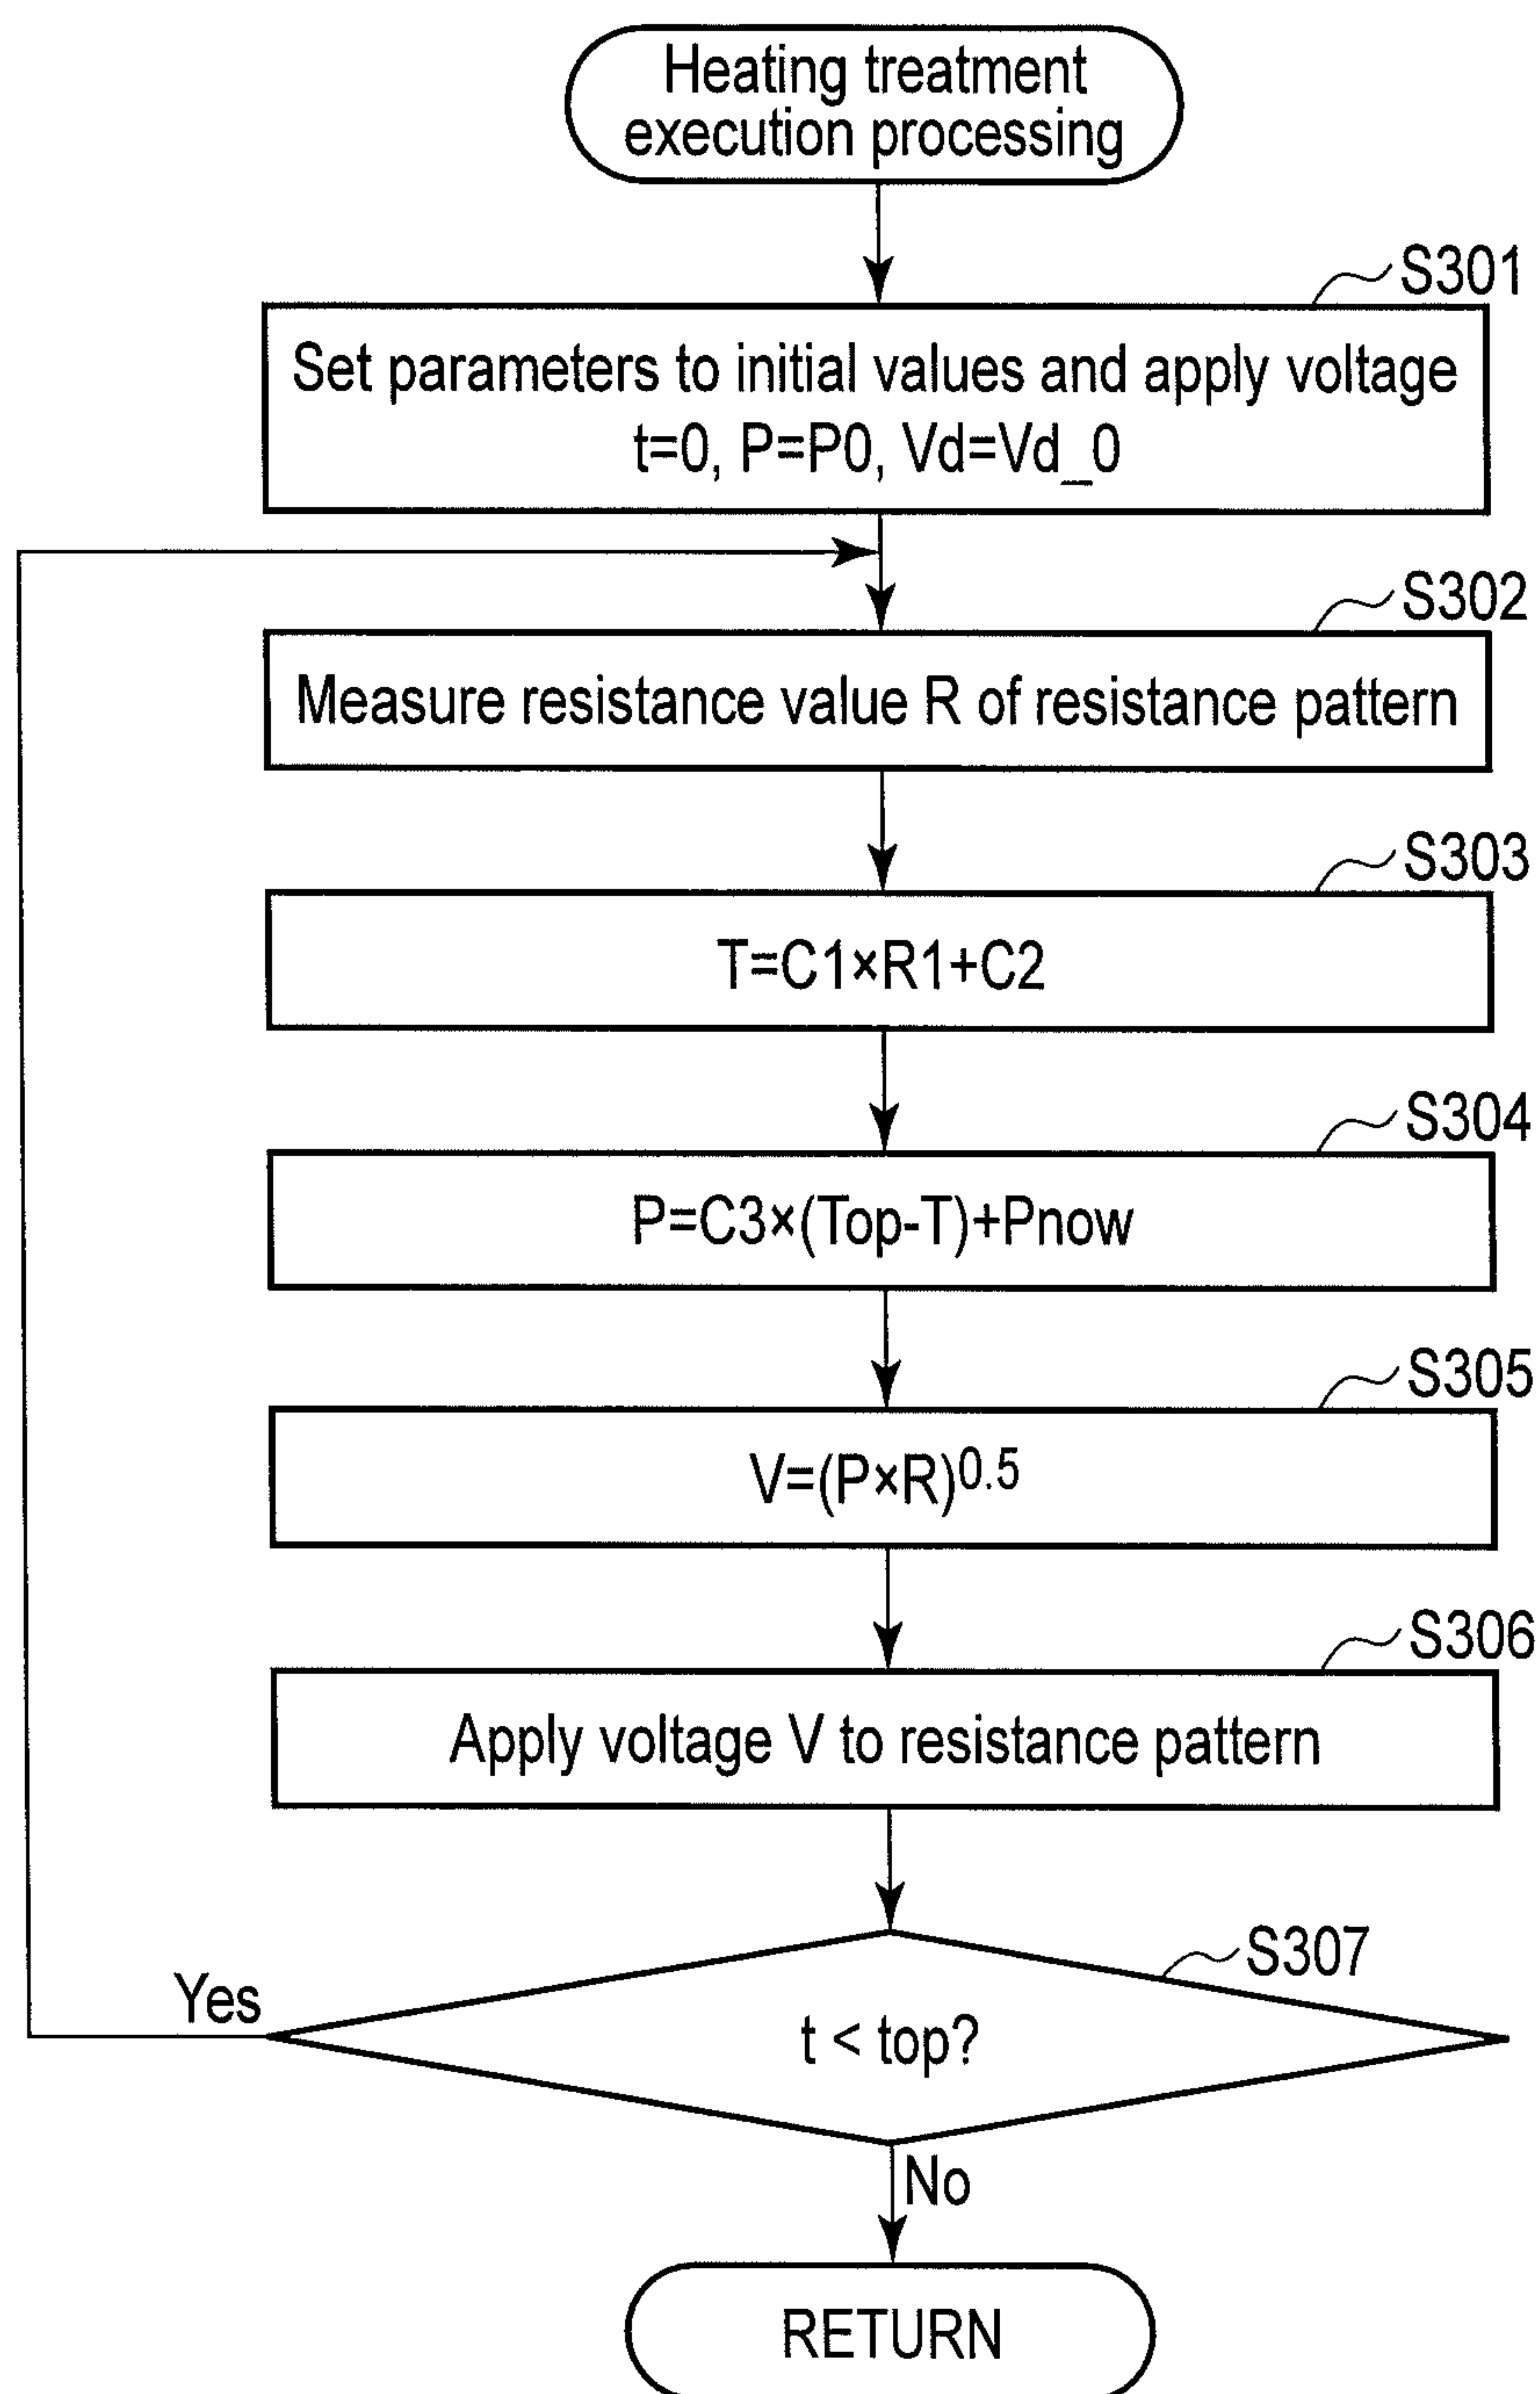 Heating treatment
execution processing
S301
Set parameters to initial values and apply voltage
t=0, P=P0, Vd=Vd_0
S302
Measure resistance value R of resistance pattern
S303
T=C1×R1+C2
S304
P=C3×(Top-T)+Pnow
S305
V=(P×R)^0.5
S306
Apply voltage V to resistance pattern
S307
Yes
t < top?
No
RETURN